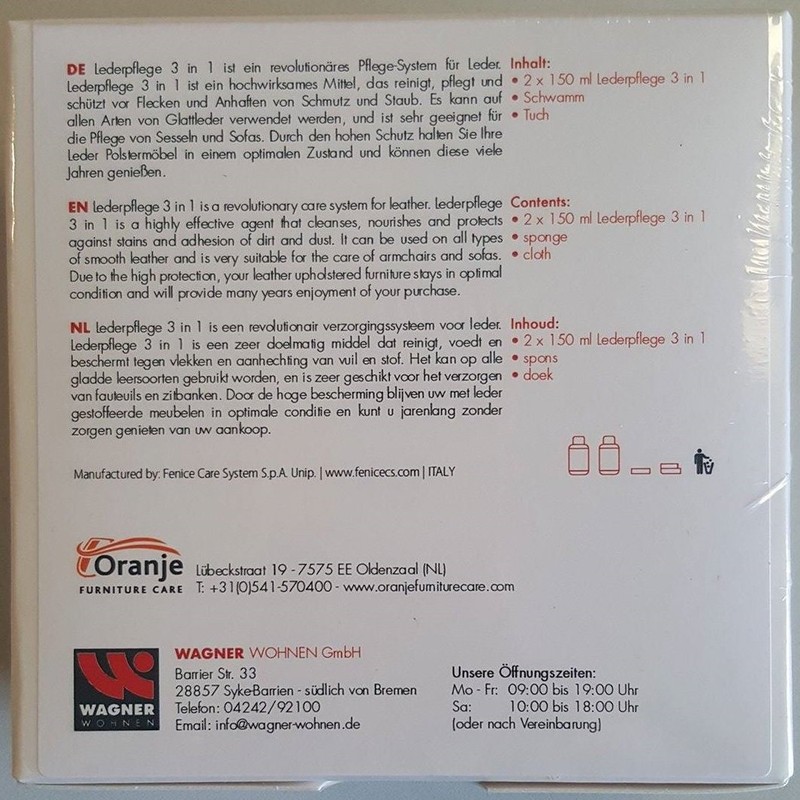 DE Lederpflege 3 in 1 ist ein revolutionäres Pflege-System für Leder.
Lederpflege 3 in 1 ist ein hochwirksames Mittel, das reinigt, pflegt und
schützt vor Flecken und Anhaften von Schmutz und Staub. Es kann auf
allen Arten von Glattleder verwendet werden, und ist sehr geeignet für
die Pflege von Sesseln und Sofas. Durch den hohen Schutz halten Sie Ihre
Leder Polstermöbel in einem optimalen Zustand und können diese viele
Jahren genießen.
Inhalt:
• 2 x 150 ml Lederpflege 3 in 1
• Schwamm
• Tuch
EN Lederpflege 3 in 1 is a revolutionary care system for leather. Lederpflege
3 in 1 is a highly effective agent that cleanses, nourishes and protects
against stains and adhesion of dirt and dust. It can be used on all types
of smooth leather and is very suitable for the care of armchairs and sofas.
Due to the high protection, your leather upholstered furniture stays in optimal
condition and will provide many years enjoyment of your purchase.
Contents:
• 2 x 150 ml Lederpflege 3 in 1
• sponge
• cloth
NL Lederpflege 3 in 1 is een revolutionair verzorgingssysteem voor leder.
Lederpflege 3 in 1 is een zeer doelmatig middel dat reinigt, voedt en
beschermt tegen vlekken en aanhechting van vuil en stof. Het kan op alle
gladde leersoorten gebruikt worden, en is zeer geschikt voor het verzorgen
van fauteuils en zitbanken. Door de hoge bescherming blijven uw met leder
gestoffeerde meubelen in optimale conditie en kunt u jarenlang zonder
zorgen genieten van uw aankoop.
Inhoud:
• 2 x 150 ml Lederpflege 3 in 1
• spons
• doek
Manufactured by: Fenice Care System S.p.A. Unip. | www.fenicecs.com | ITALY
Oranje
FURNITURE CARE
Lübeckstraat 19 - 7575 EE Oldenzaal (NL)
T: +31(0)541-570400 - www.oranjefurniturecare.com
WAGNER
WOHNEN
WAGNER WOHNEN GmbH
Barrier Str. 33
28857 Syke-Barrien - südlich von Bremen
Telefon: 04242/92100
Email: info@wagner-wohnen.de
Unsere Öffnungszeiten:
Mo - Fr: 09:00 bis 19:00 Uhr
Sa: 10:00 bis 18:00 Uhr
(oder nach Vereinbarung)